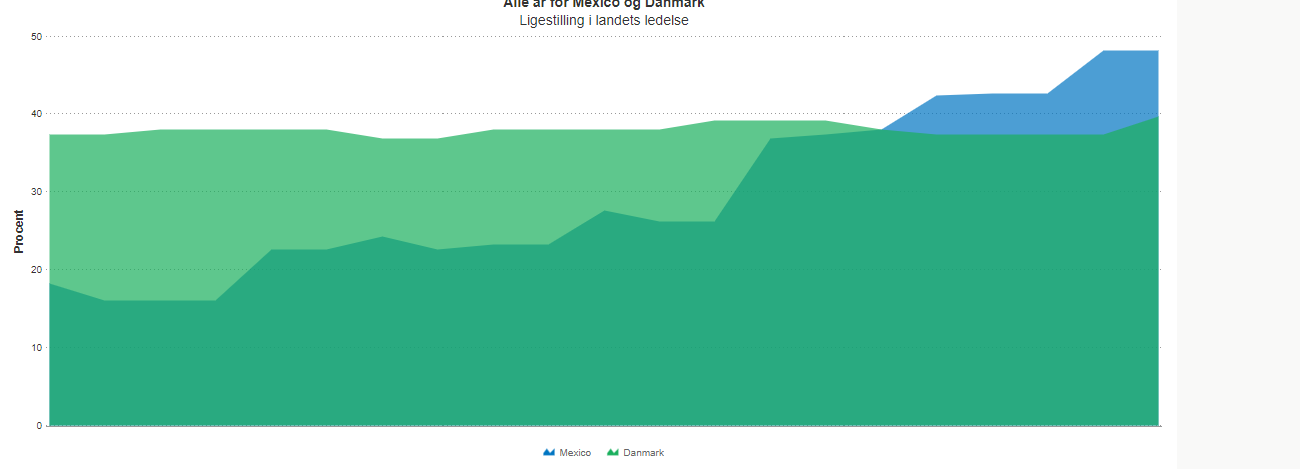 Alle år for Mexico og Danmark
Ligestilling i landets ledelse
50
40
30
20
10
0
Procent
Mexico Danmark